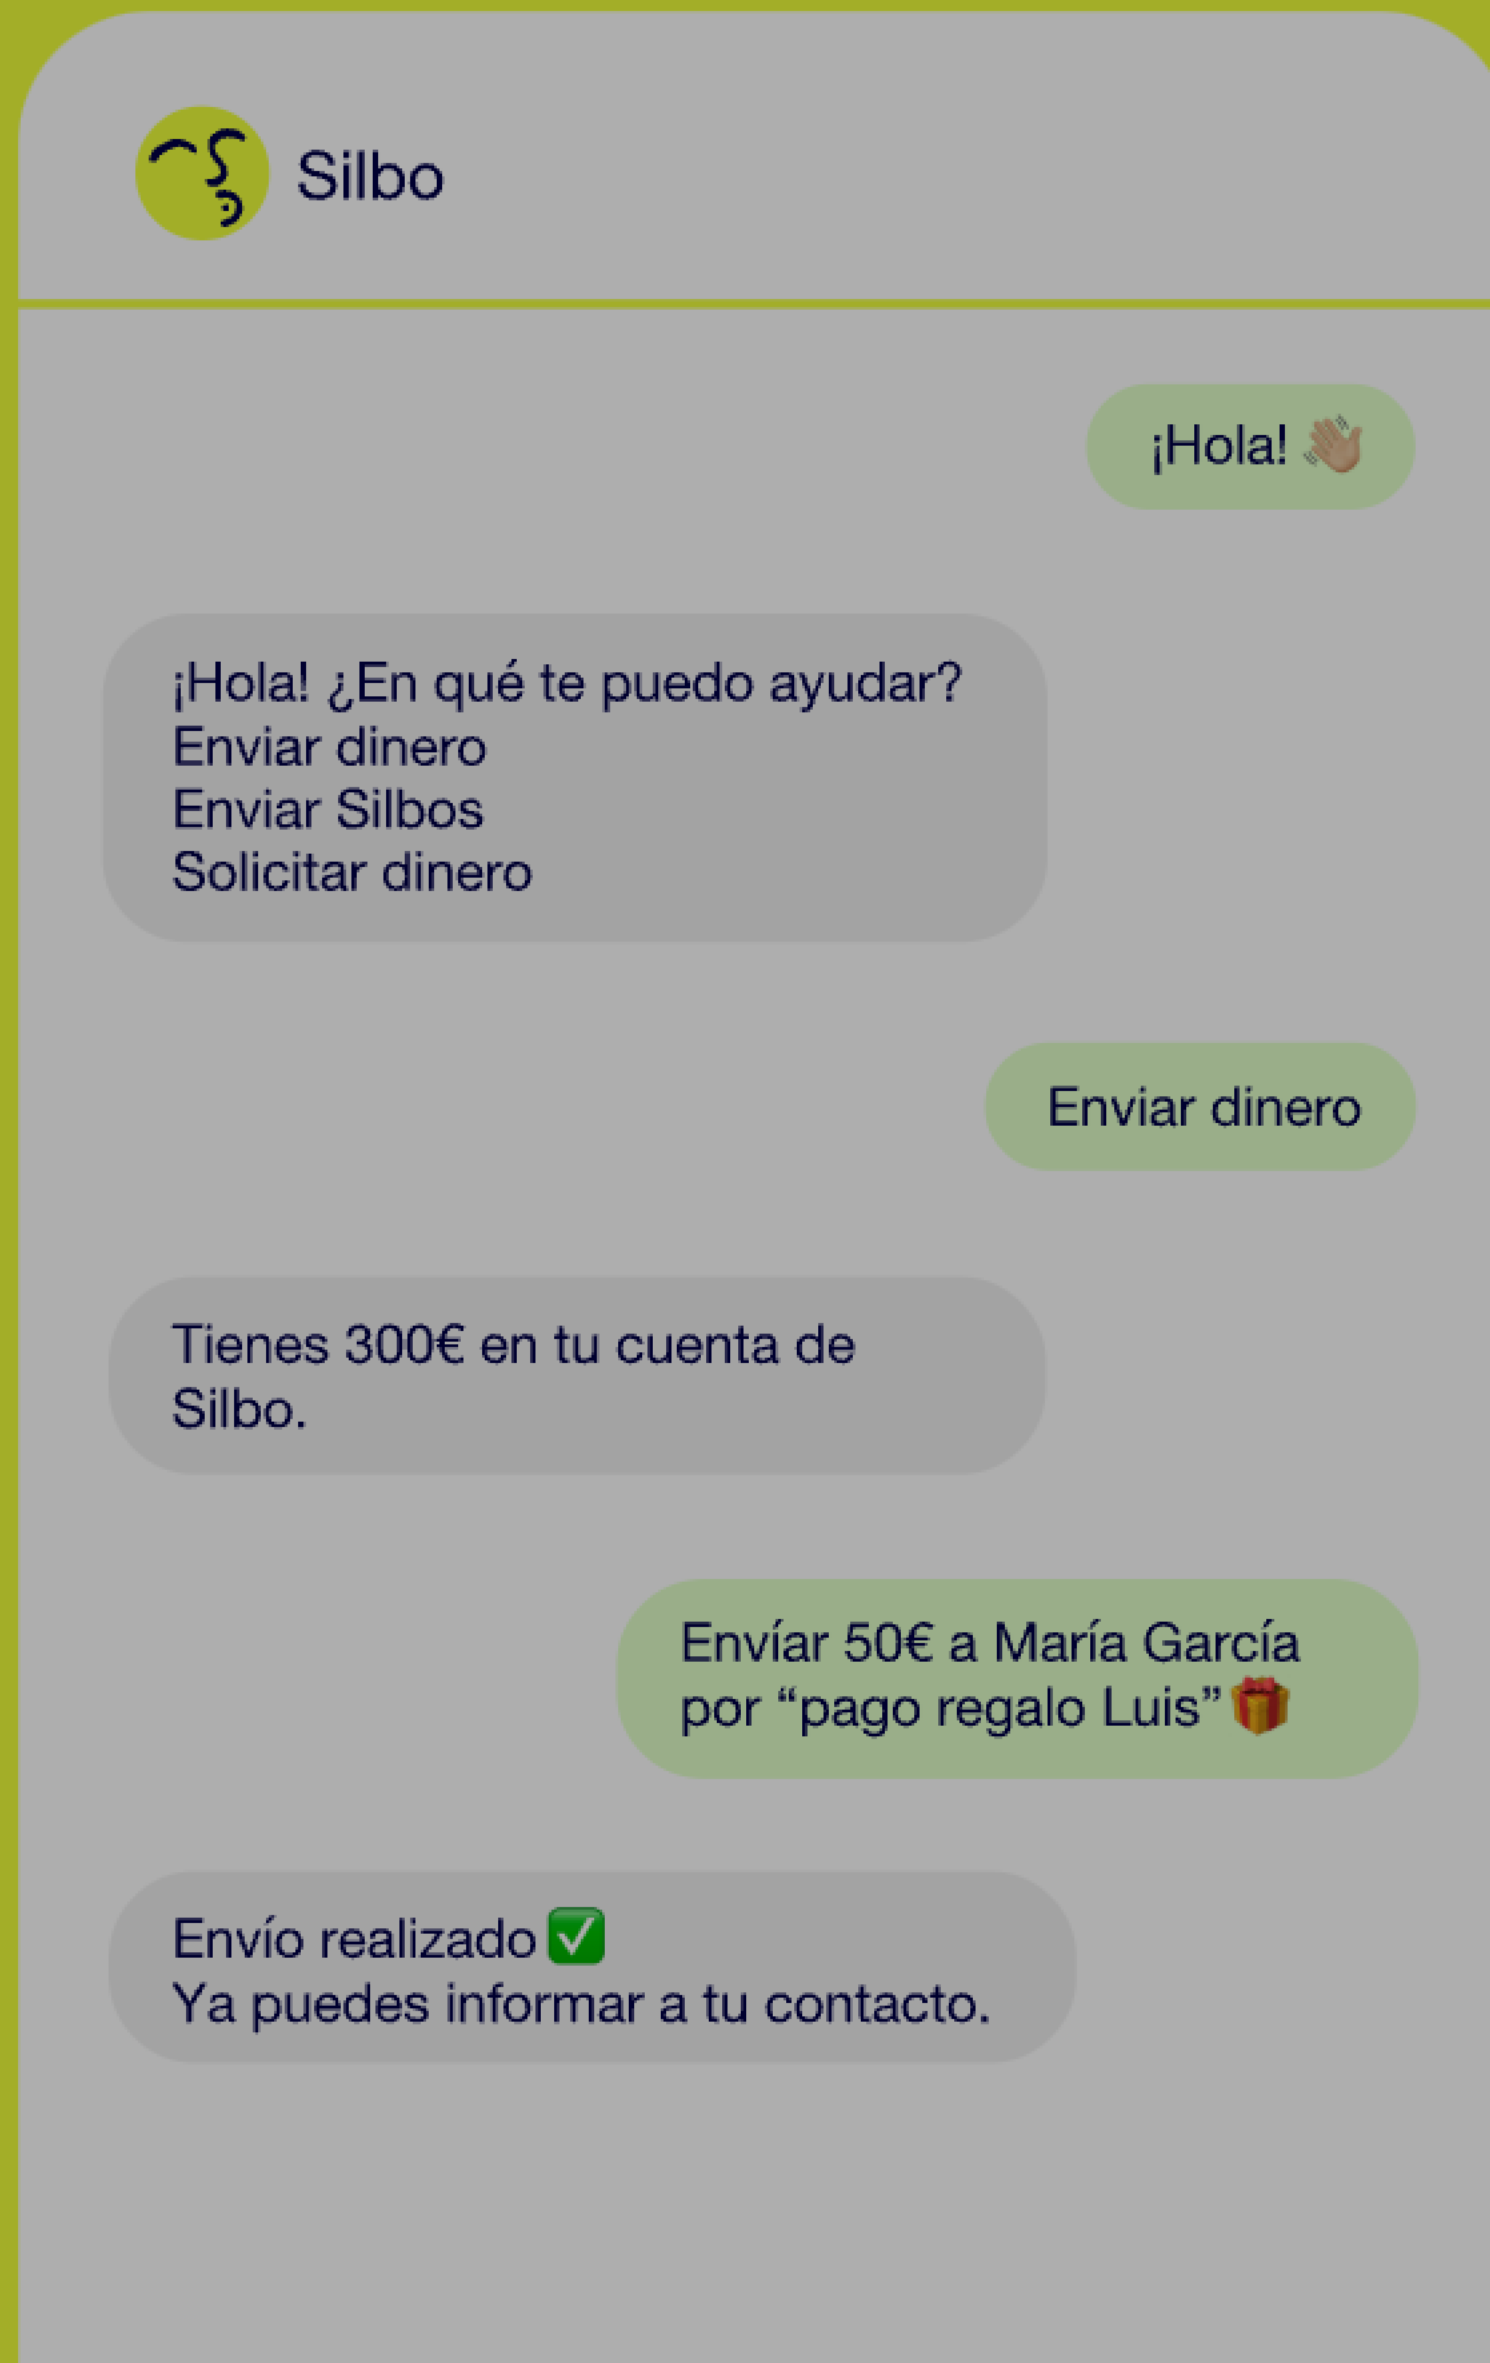 Silbo
¡Hola! 👋🏼
¡Hola! ¿En qué te puedo ayudar?
Enviar dinero
Enviar Silbos
Solicitar dinero
Enviar dinero
Tienes 300€ en tu cuenta de
Silbo.
Envíar 50€ a María García
por “pago regalo Luis”🎁
Envío realizado ✅
Ya puedes informar a tu contacto.